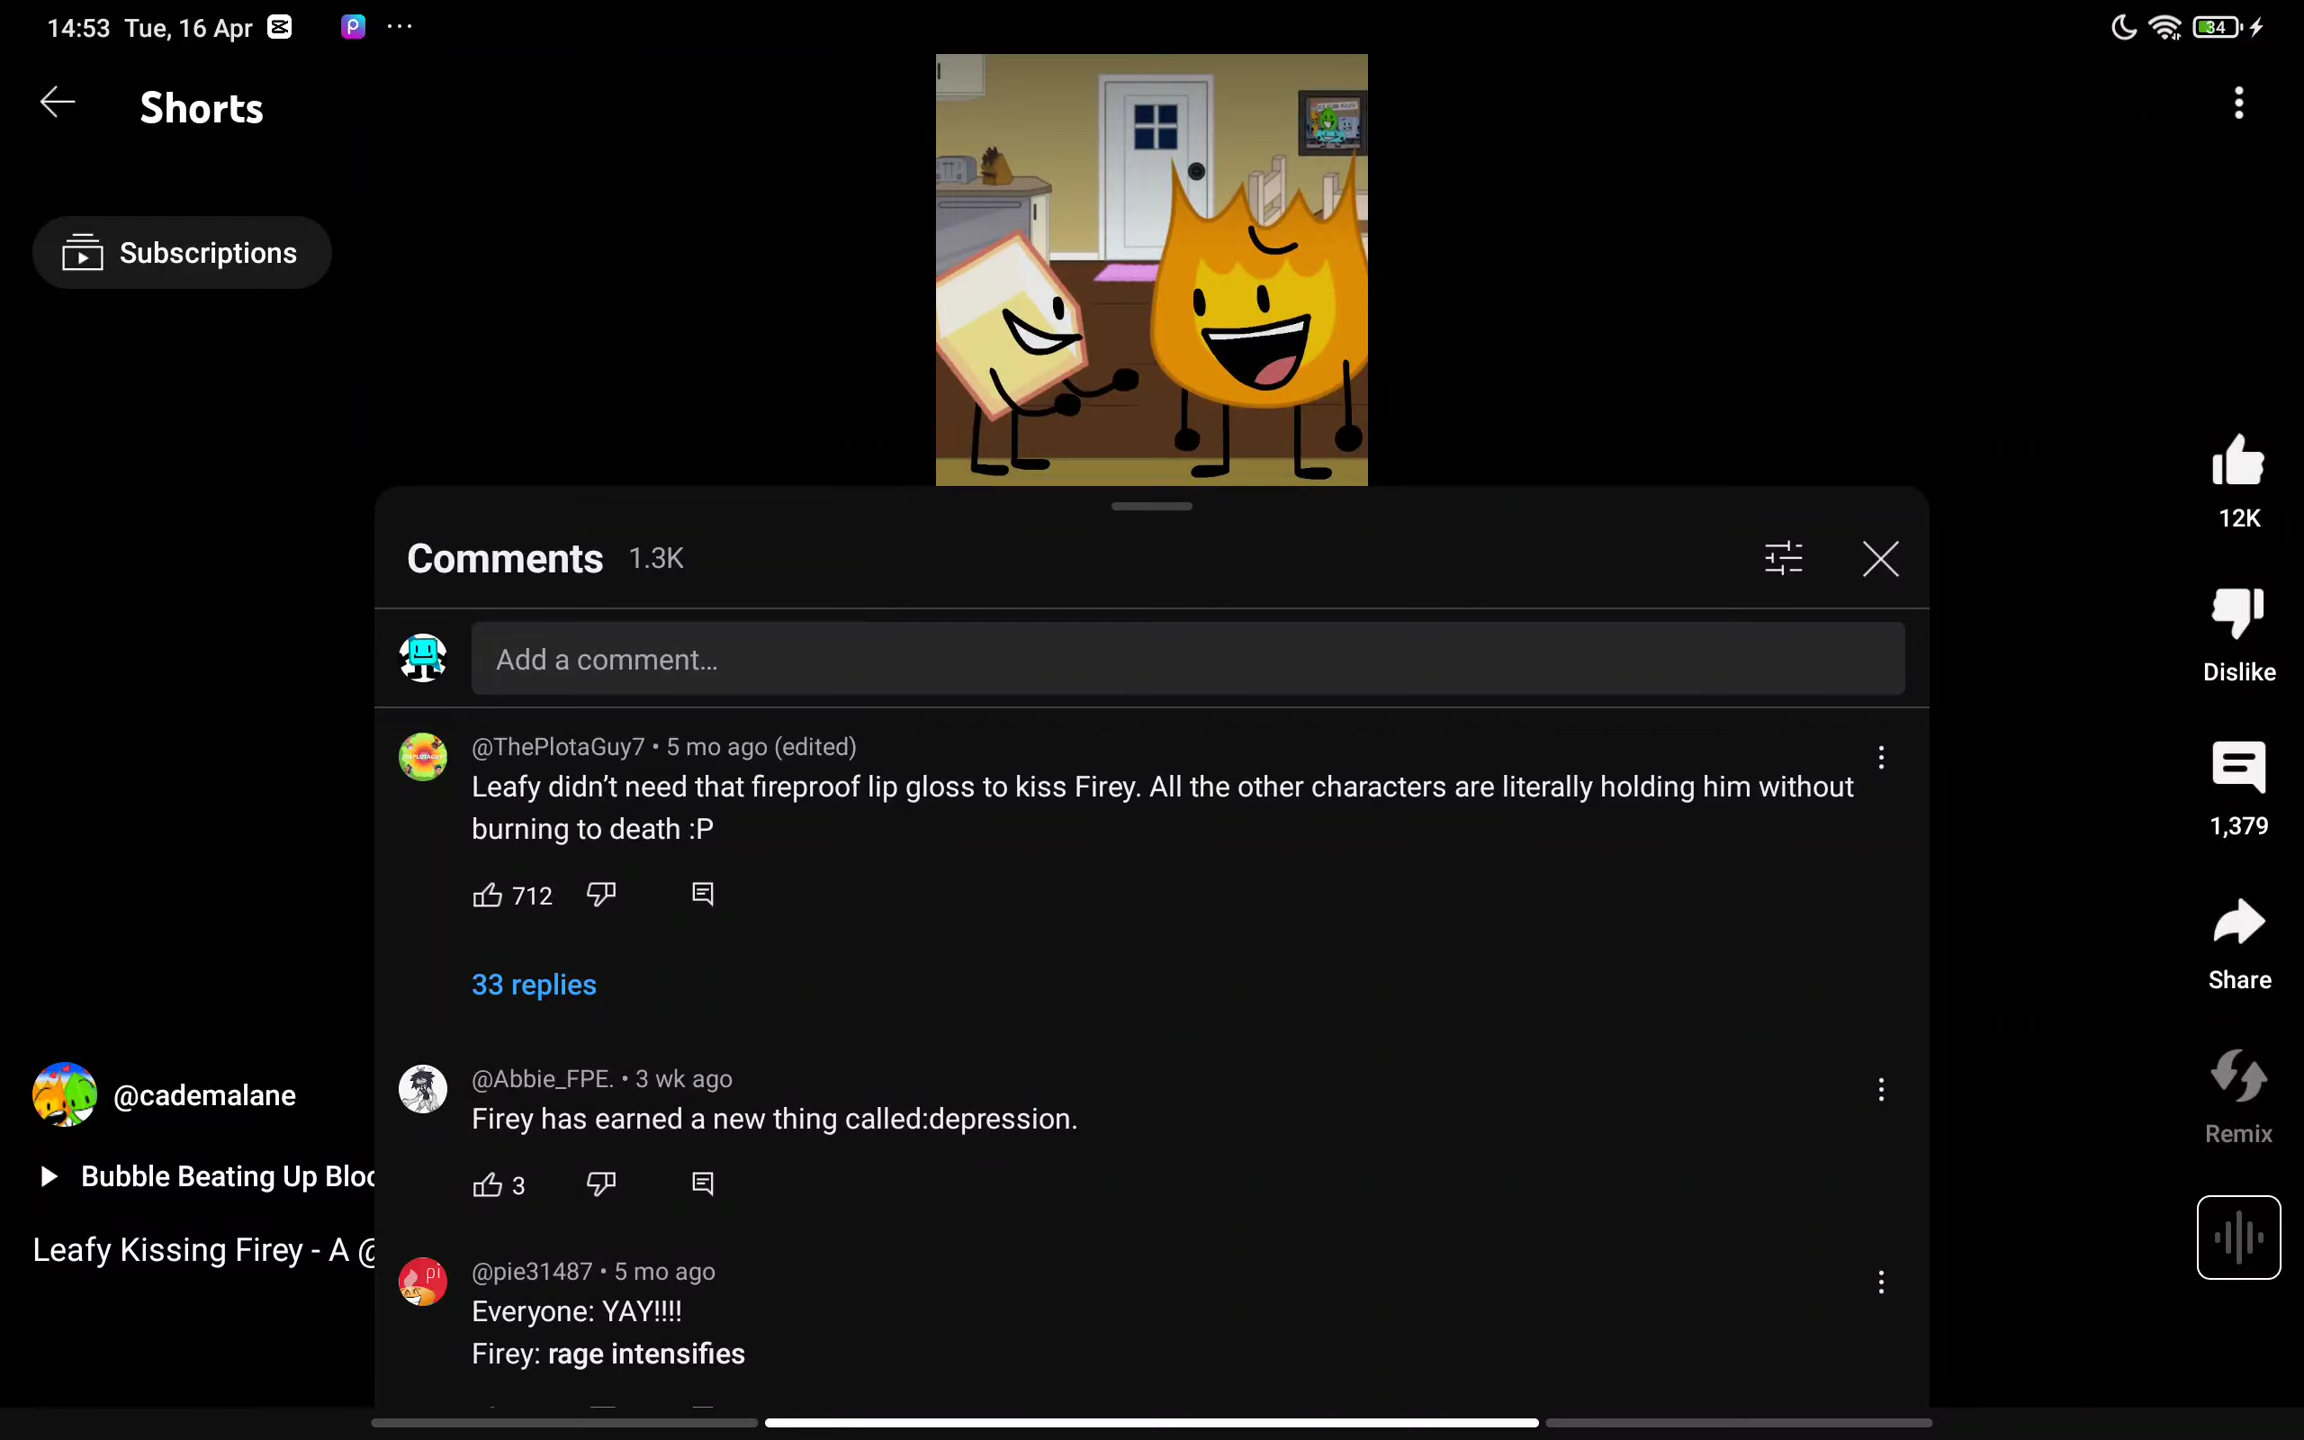 14:53 Tue, 16 Apr
34
Shorts
Subscriptions
Comments 1.3K
Add a comment...
@ThePlotaGuy7 • 5 mo ago (edited)
Leafy didn't need that fireproof lip gloss to kiss Firey. All the other characters are literally holding him without
burning to death :P
712
33 replies
@Abbie_FPE. • 3 wk ago
Firey has earned a new thing called:depression.
3
@pie31487 • 5 mo ago
Everyone: YAY!!!!
Firey: rage intensifies
@cademalane
Bubble Beating Up Bloc
Leafy Kissing Firey - A @
12K
Dislike
1,379
Share
Remix